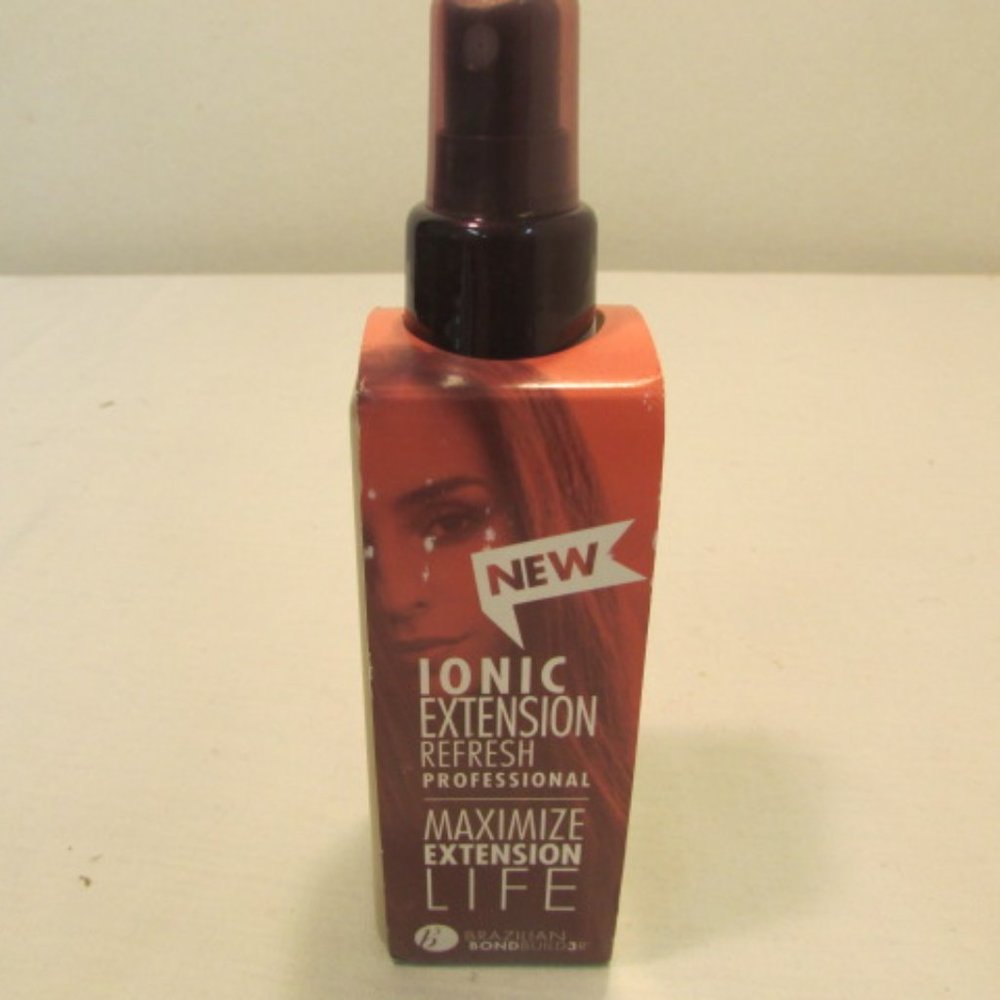 NEW
IONIC
EXTENSION
REFRESH
PROFESSIONAL
MAXIMIZE
EXTENSION
LIFE
B
BRAZILIAN
BONDBUILD3R